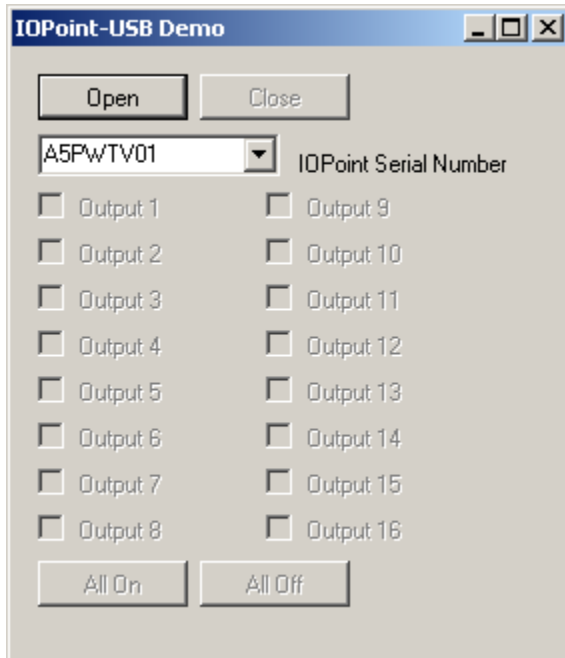 IOPoint-USB Demo
Open Close
A5PWTV01 IOPoint Serial Number
Output 1 Output 9
Output 2 Output 10
Output 3 Output 11
Output 4 Output 12
Output 5 Output 13
Output 6 Output 14
Output 7 Output 15
Output 8 Output 16
All On All Off